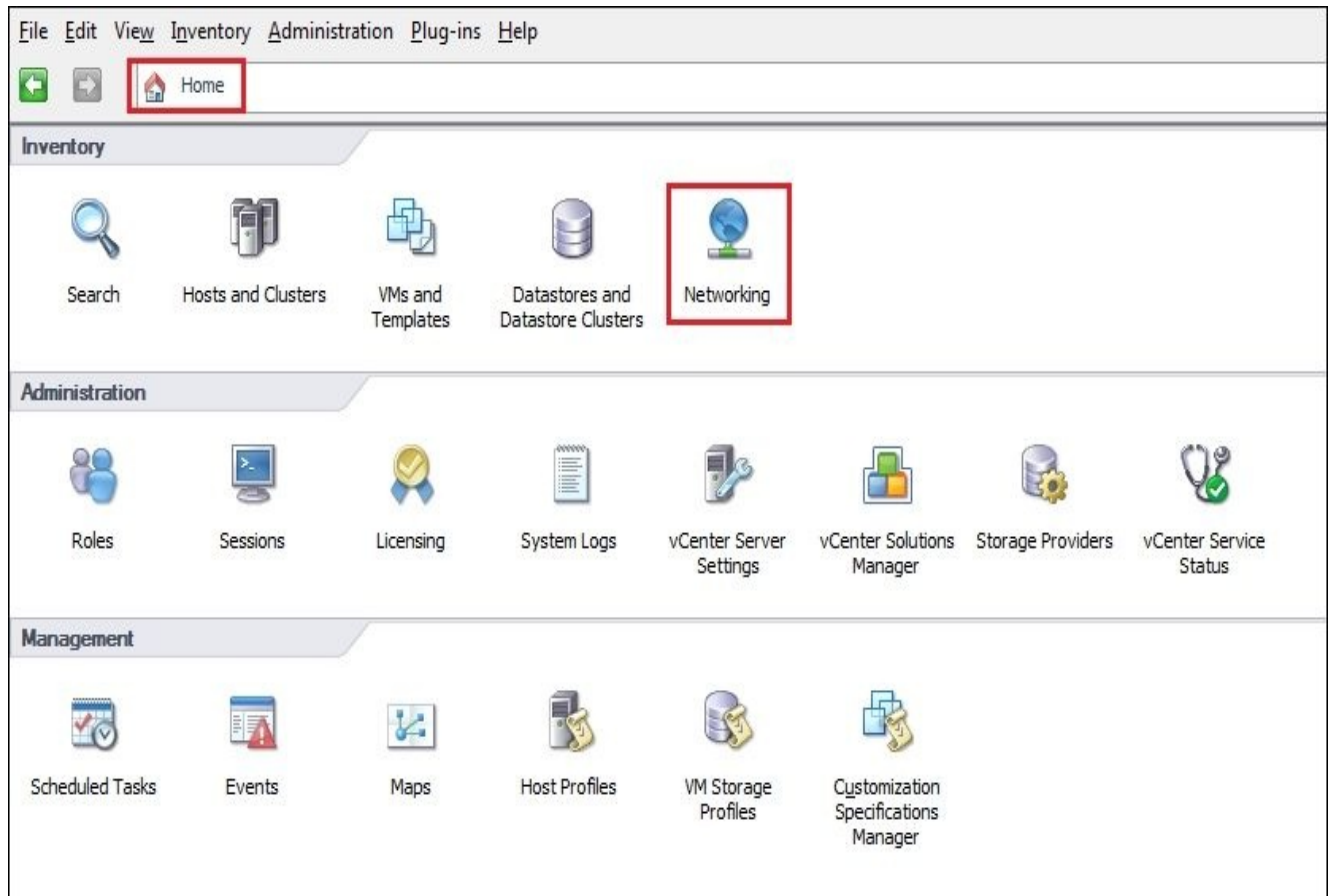 File Edit View Inventory Administration Plug-ins Help
Home
Inventory
Search Hosts and Clusters VMs and Datastores and Networking
Templates Datastore Clusters
Administration
Roles Sessions Licensing System Logs vCenter Server vCenter Solutions Storage Providers vCenter Service
Settings Manager Status
Management
Scheduled Tasks Events Maps Host Profiles VM Storage Customization
Profiles Specifications
Manager